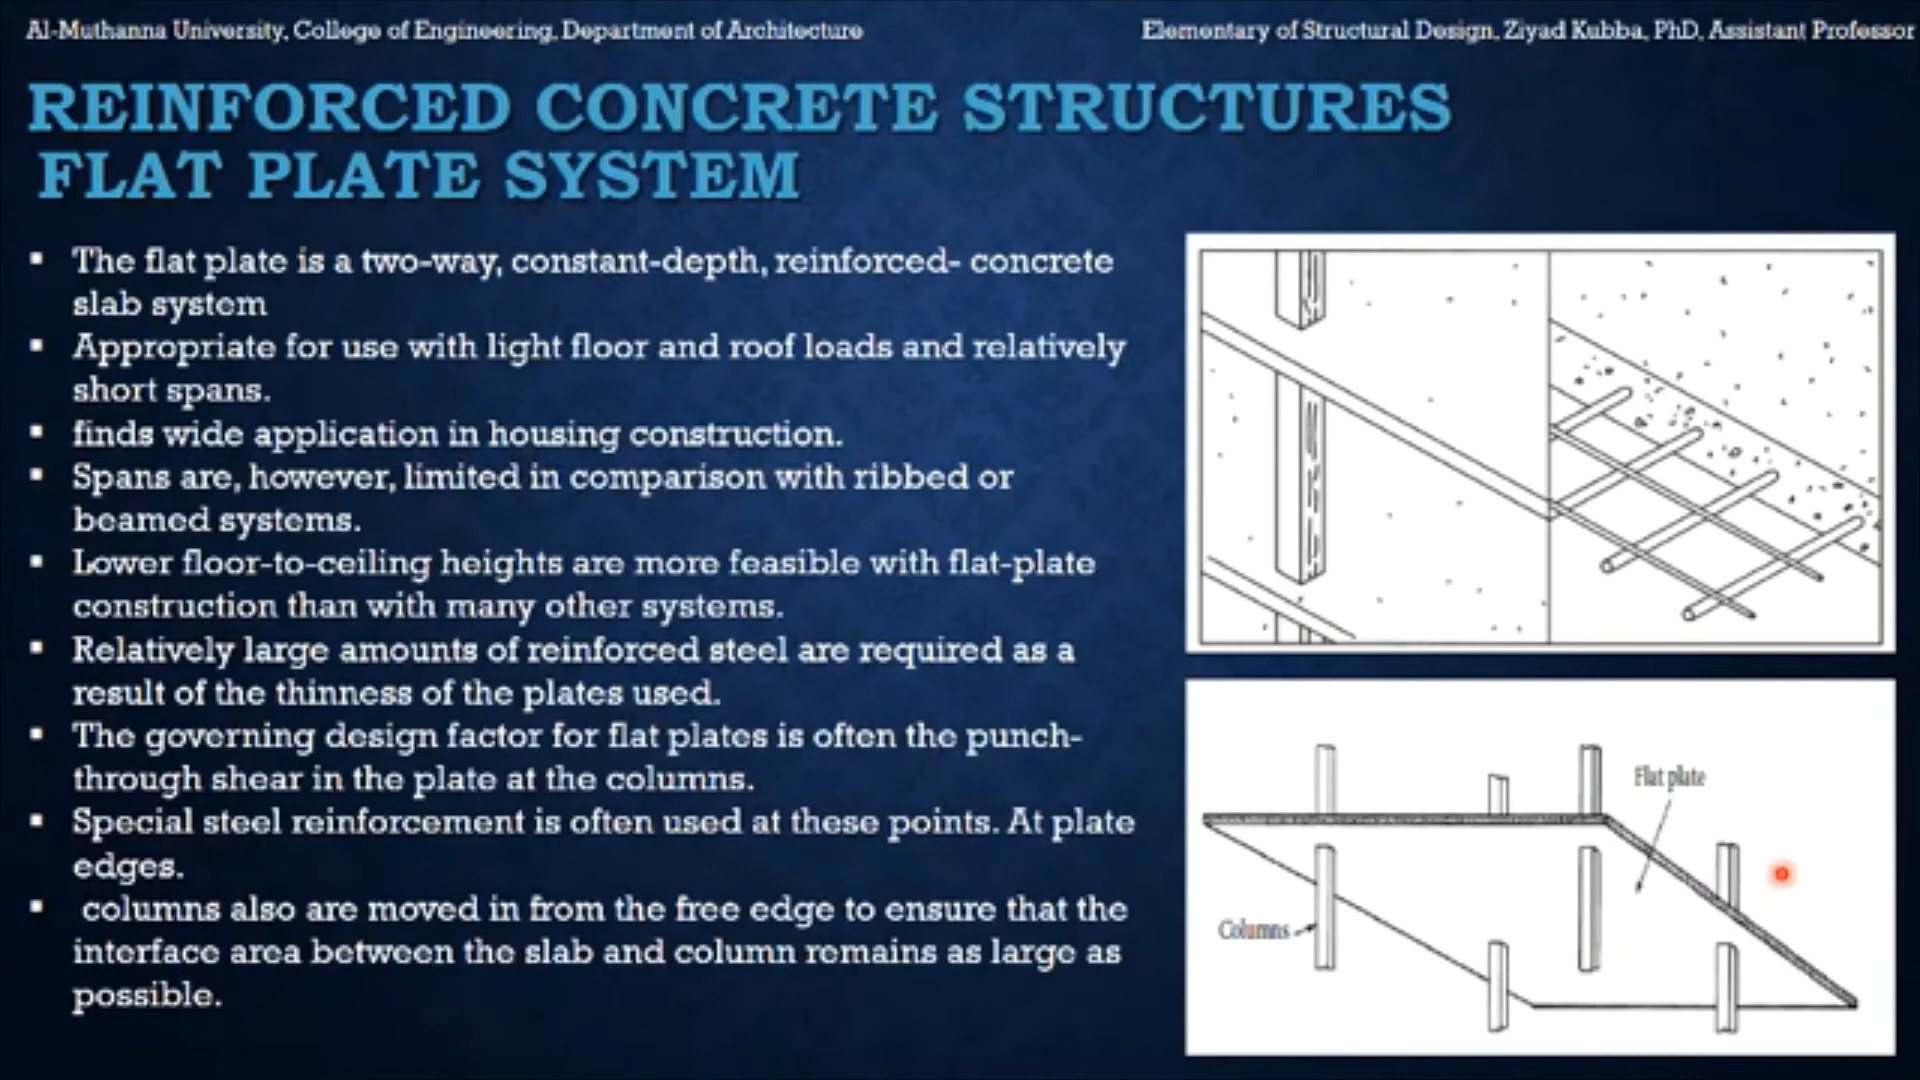 Al-Muthanna University, College of Engineering, Department of Architecture
Elementary of Structural Design, Ziyad Kubba, PhD, Assistant Professor
REINFORCED CONCRETE STRUCTURES
FLAT PLATE SYSTEM
▪ The flat plate is a two-way, constant-depth, reinforced- concrete
slab system
▪ Appropriate for use with light floor and roof loads and relatively
short spans.
▪ finds wide application in housing construction.
▪ Spans are, however, limited in comparison with ribbed or
beamed systems.
▪ Lower floor-to-ceiling heights are more feasible with flat-plate
construction than with many other systems.
▪ Relatively large amounts of reinforced steel are required as a
result of the thinness of the plates used.
▪ The governing design factor for flat plates is often the punch-
through shear in the plate at the columns.
▪ Special steel reinforcement is often used at these points. At plate
edges.
▪ columns also are moved in from the free edge to ensure that the
interface area between the slab and column remains as large as
possible.
Flat plate
Columns